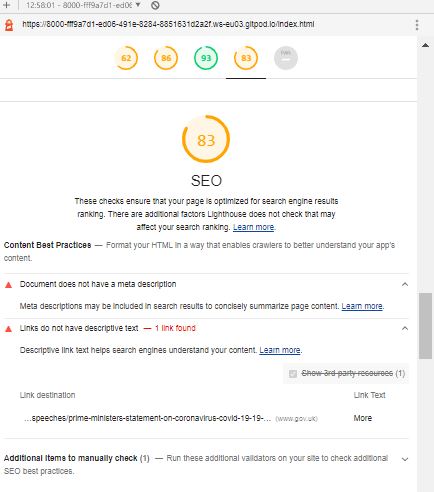 12:58:01 - 8000-fff9a7d1-ed06
https://8000-fff9a7d1-ed06-491e-8284-8851631d2a2f.ws-eu03.gitpod.io/index.html
62 86 93 83
83
SEO
These checks ensure that your page is optimized for search engine results
ranking. There are additional factors Lighthouse does not check that may
affect your search ranking. Learn more.
Content Best Practices — Format your HTML in a way that enables crawlers to better understand your app's
content.
Document does not have a meta description
Meta descriptions may be included in search results to concisely summarize page content. Learn more.
Links do not have descriptive text — 1 link found
Descriptive link text helps search engines understand your content. Learn more.
Show 3rd-party resources (1)
Link destination Link Text
…speeches/prime-ministers-statement-on-coronavirus-covid-19-19-… (www.gov.uk) More
Additional items to manually check (1) — Run these additional validators on your site to check additional
SEO best practices.